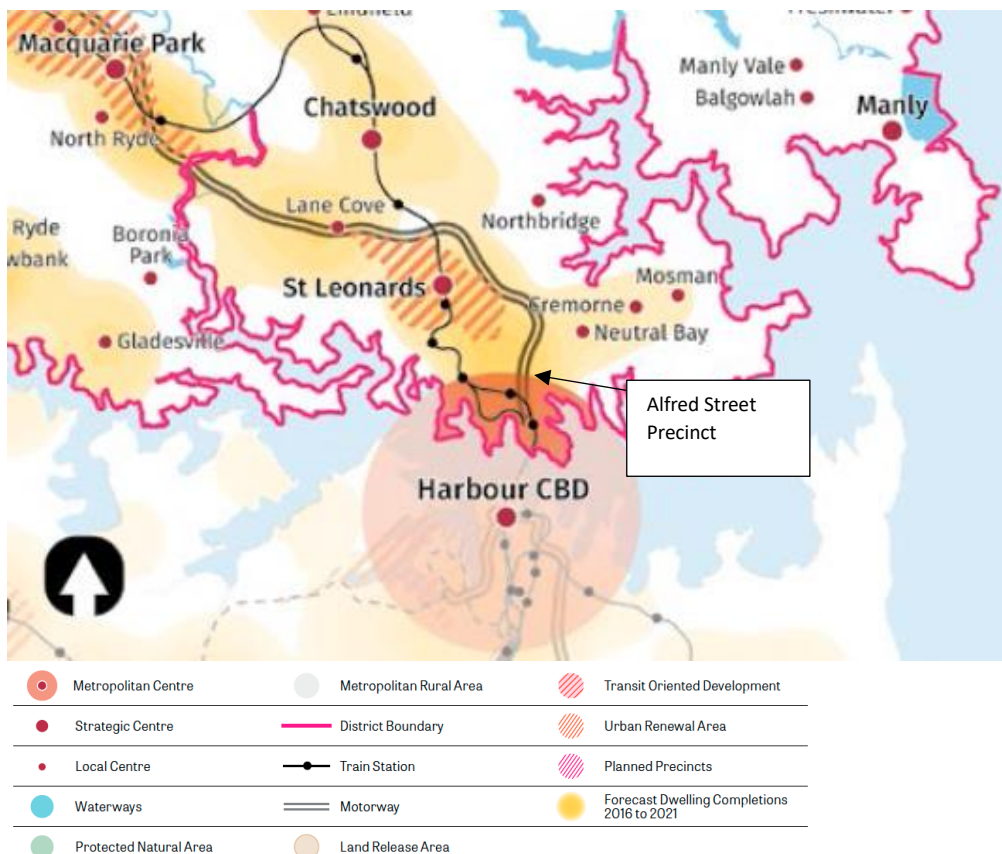 Macquarie Park
Chatswood
North Ryde
Manly Vale
Balgowlah
Manly
Lane Cove
Northbridge
Ryde
wbank
Boronia
Park
St Leonards
Mosman
Cremorne
Neutral Bay
Gladesville
Alfred Street
Precinct
Harbour CBD
Metropolitan Centre
Metropolitan Rural Area
Transit Oriented Development
Strategic Centre
District Boundary
Urban Renewal Area
Local Centre
Train Station
Planned Precincts
Waterways
Motorway
Forecast Dwelling Completions
2016 to 2021
Protected Natural Area
Land Release Area